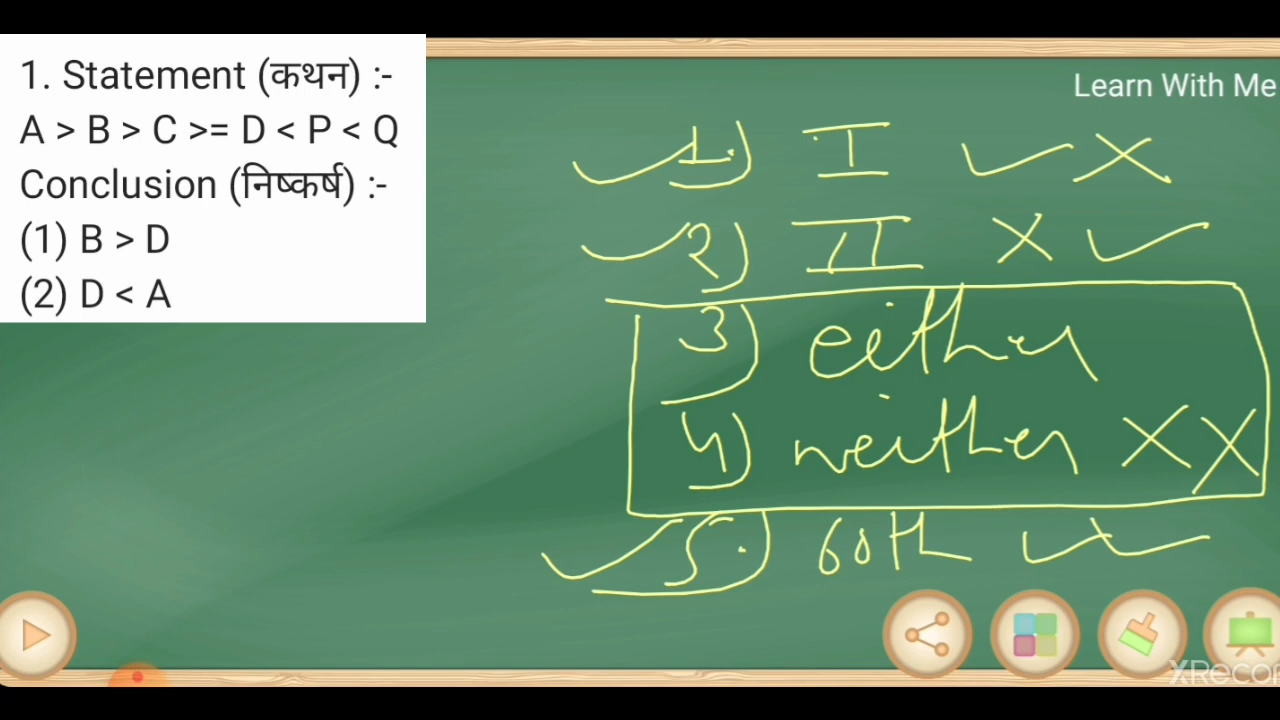 1. Statement (कथन) :-
A > B > C >= D < P < Q
Conclusion (निष्कर्ष) :-
(1) B > D
(2) D < A
Learn With Me
1.) I ✓ X
2) II X ✓
3) either
4) neither X X
5.) both ✓ ✓
XRecor